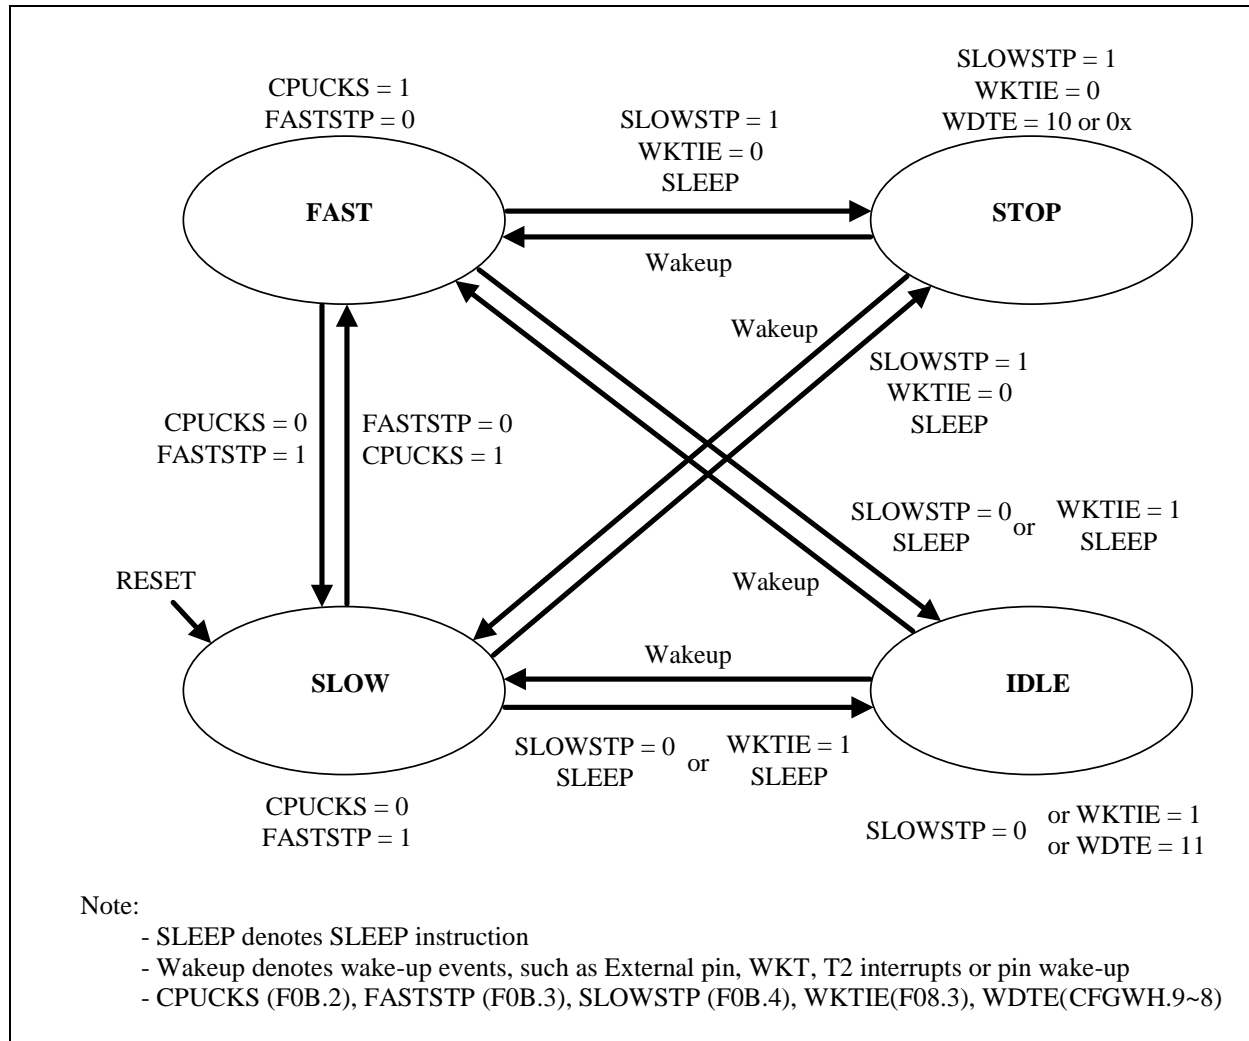 CPUCKS = 1
FASTSTP = 0
SLOWSTP = 1
WKTIE = 0
SLEEP
SLOWSTP = 1
WKTIE = 0
WDTE = 10 or 0x
FAST
STOP
Wakeup
Wakeup
SLOWSTP = 1
WKTIE = 0
SLEEP
CPUCKS = 0
FASTSTP = 1
FASTSTP = 0
CPUCKS = 1
SLOWSTP = 0 or WKTIE = 1
SLEEP SLEEP
RESET
Wakeup
Wakeup
SLOW
IDLE
SLOWSTP = 0 or WKTIE = 1
SLEEP SLEEP
CPUCKS = 0
FASTSTP = 1
SLOWSTP = 0 or WKTIE = 1
or WDTE = 11
Note:
- SLEEP denotes SLEEP instruction
- Wakeup denotes wake-up events, such as External pin, WKT, T2 interrupts or pin wake-up
- CPUCKS (F0B.2), FASTSTP (F0B.3), SLOWSTP (F0B.4), WKTIE(F08.3), WDTE(CFGWH.9~8)